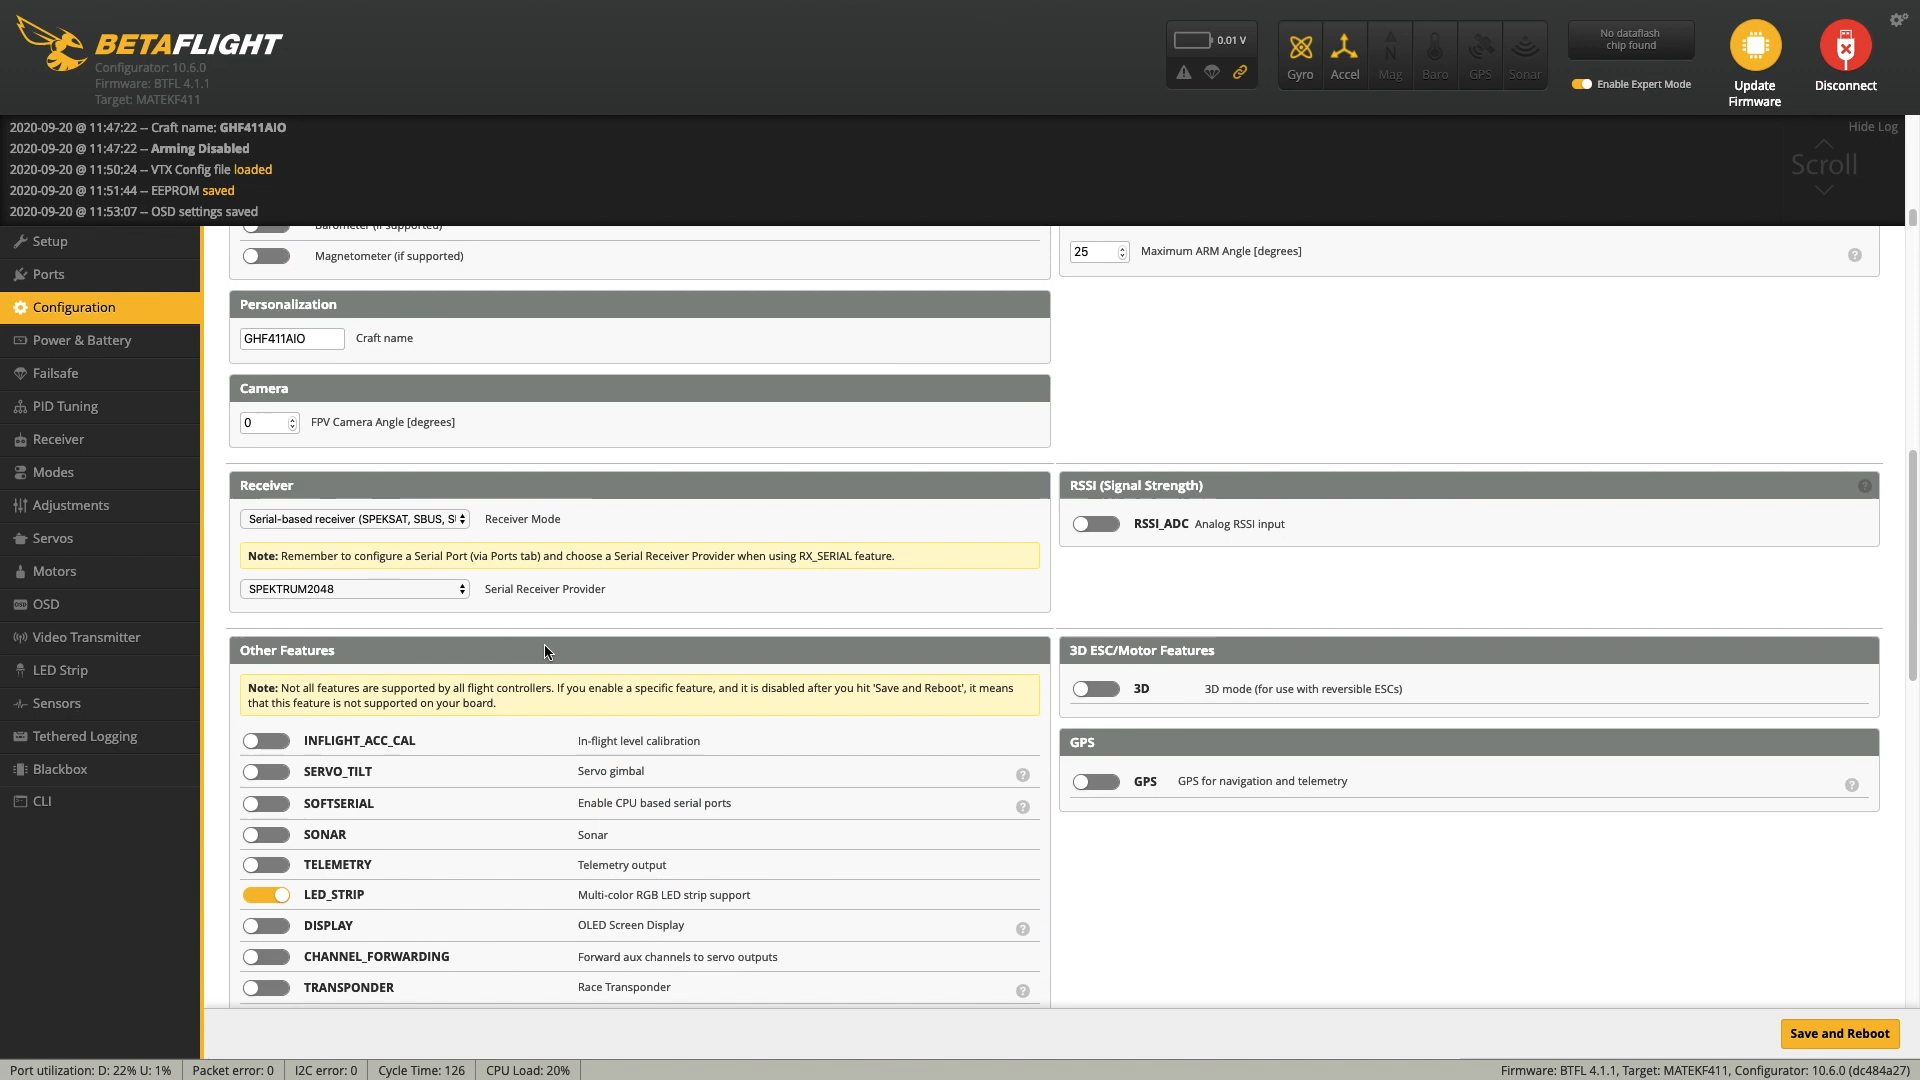 BETAFLIGHT
Configurator: 10.6.0
Firmware: BTFL 4.1.1
Target: MATEKF411
0.01 V
Gyro
Accel
Mag
Baro
GPS
Sonar
No dataflash
chip found
Enable Expert Mode
Update
Firmware
Disconnect
2020-09-20 @ 11:47:22 -- Craft name: GHF411AIO
2020-09-20 @ 11:47:22 -- Arming Disabled
2020-09-20 @ 11:50:24 -- VTX Config file loaded
2020-09-20 @ 11:51:44 -- EEPROM saved
2020-09-20 @ 11:53:07 -- OSD settings saved
Hide Log
Scroll
Setup
Ports
Configuration
Power & Battery
Failsafe
PID Tuning
Receiver
Modes
Adjustments
Servos
Motors
OSD
Video Transmitter
LED Strip
Sensors
Tethered Logging
Blackbox
CLI
Barometer (if supported)
Magnetometer (if supported)
25 Maximum ARM Angle [degrees]
Personalization
GHF411AIO Craft name
Camera
0 FPV Camera Angle [degrees]
Receiver
Serial-based receiver (SPEKSAT, SBUS, Receiver Mode
Note: Remember to configure a Serial Port (via Ports tab) and choose a Serial Receiver Provider when using RX_SERIAL feature.
SPEKTRUM2048 Serial Receiver Provider
RSSI (Signal Strength)
RSSI_ADC Analog RSSI input
Other Features
Note: Not all features are supported by all flight controllers. If you enable a specific feature, and it is disabled after you hit 'Save and Reboot', it means
that this feature is not supported on your board.
INFLIGHT_ACC_CAL In-flight level calibration
SERVO_TILT Servo gimbal
SOFTSERIAL Enable CPU based serial ports
SONAR Sonar
TELEMETRY Telemetry output
LED_STRIP Multi-color RGB LED strip support
DISPLAY OLED Screen Display
CHANNEL_FORWARDING Forward aux channels to servo outputs
TRANSPONDER Race Transponder
3D ESC/Motor Features
3D 3D mode (for use with reversible ESCs)
GPS
GPS GPS for navigation and telemetry
Save and Reboot
Port utilization: D: 22% U: 1%
Packet error: 0
I2C error: 0
Cycle Time: 126
CPU Load: 20%
Firmware: BTFL 4.1.1, Target: MATEKF411, Configurator: 10.6.0 (dc484a27)